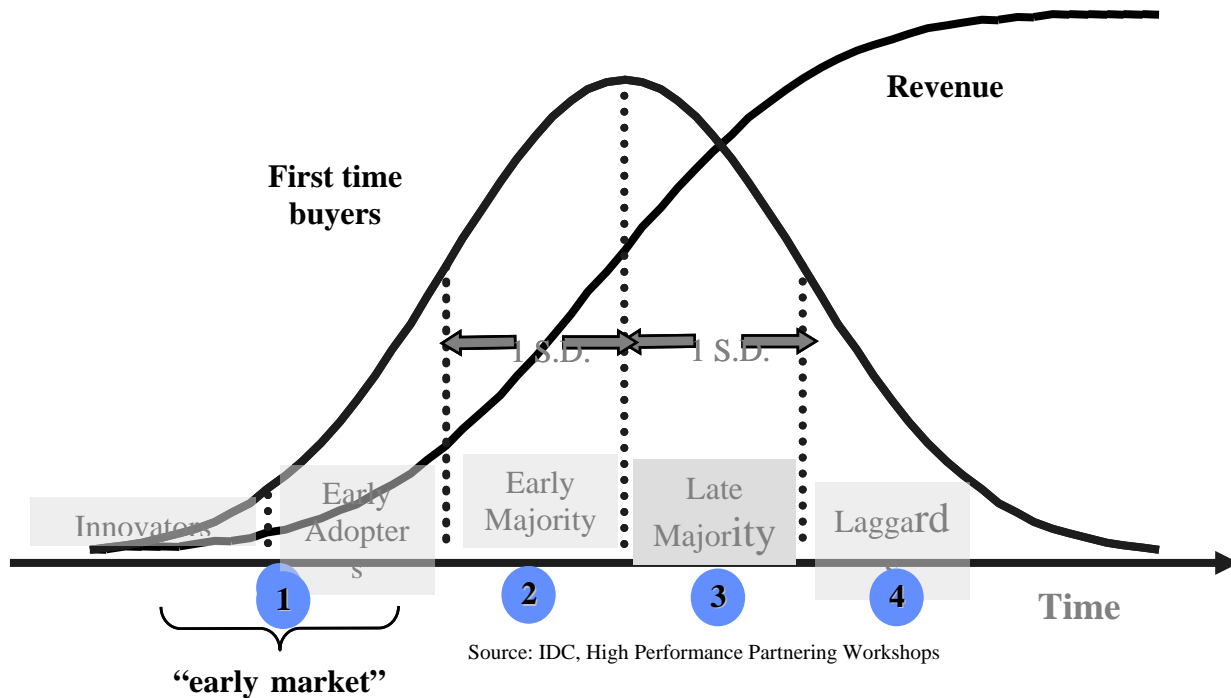 Revenue
First time
buyers
1 S.D.
1 S.D.
Innovators
Early
Adopter
s
Early
Majority
Late
Majority
Laggard
s
1
2
3
4
Time
Source: IDC, High Performance Partnering Workshops
“early market”